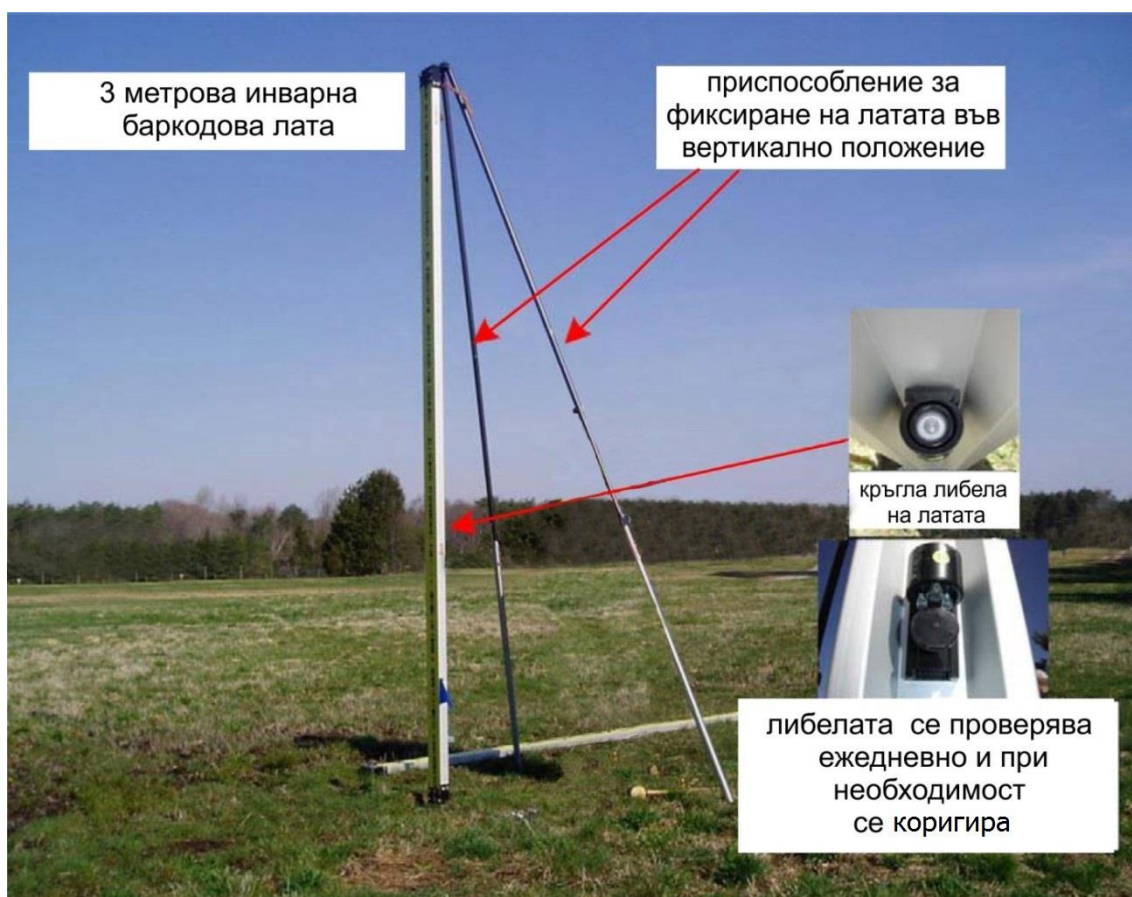 3 метрова инварна
баркодова лата
приспособление за
фиксиране на латата във
вертикално положение
кръгла либела
на латата
либелата се проверява
ежедневно и при
необходимост
се коригира